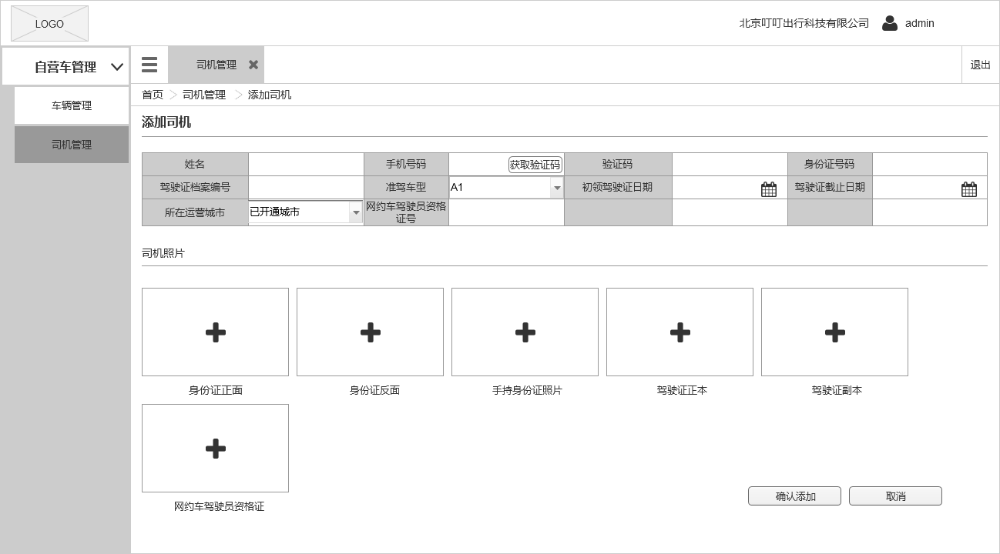 LOGO
北京叮叮出行科技有限公司 admin
自营车管理
司机管理
退出
车辆管理
司机管理
首页 司机管理 添加司机
添加司机
姓名 手机号码 获取验证码 验证码 身份证号码
驾驶证档案编号 准驾车型 A1 初领驾驶证日期 驾驶证截止日期
所在运营城市 已开通城市 网约车驾驶员资格
证号
司机照片
身份证正面 身份证反面 手持身份证照片 驾驶证正本 驾驶证副本
网约车驾驶员资格证
确认添加 取消